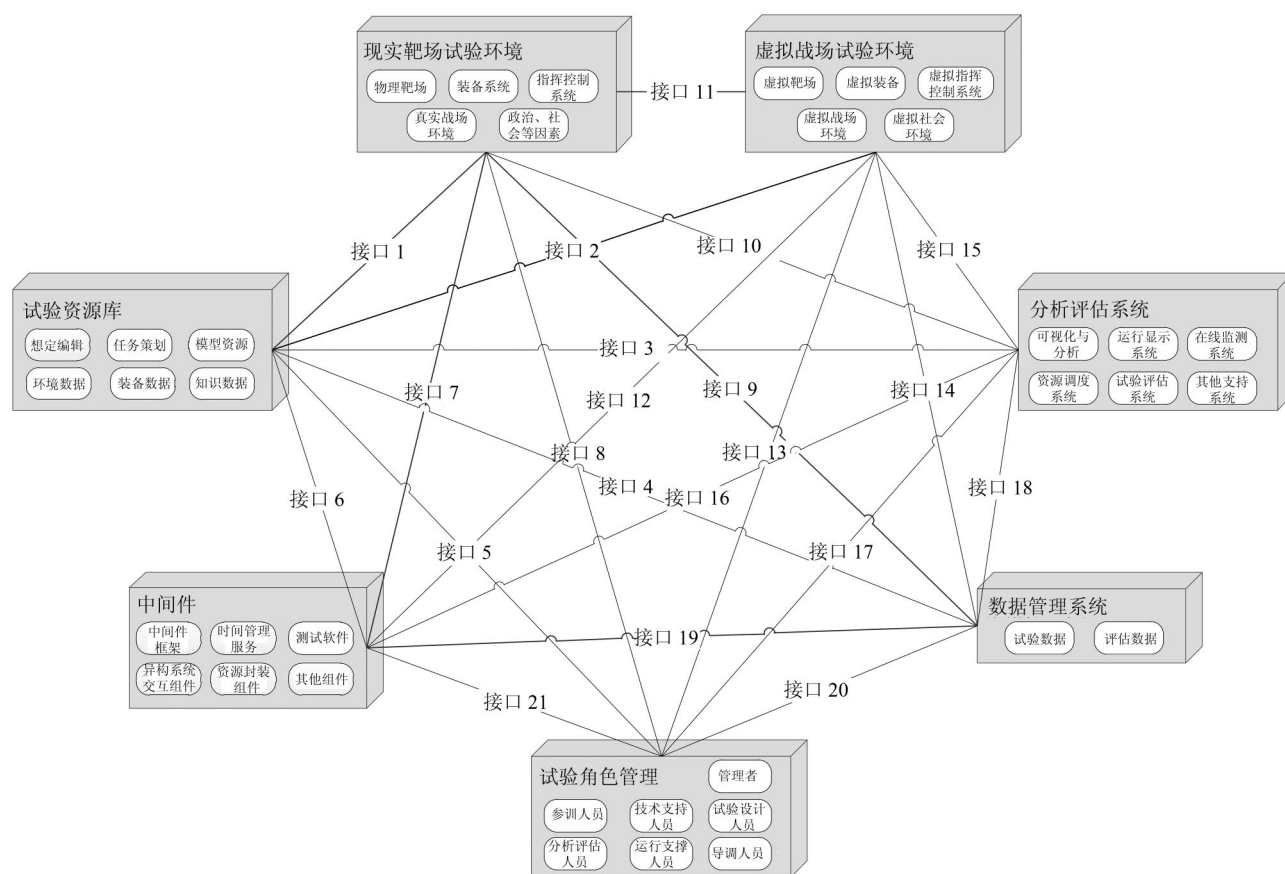 现实靶场试验环境
物理靶场
装备系统
指挥控制
系统
真实战场
环境
政治、社
会等因素
接口 11
虚拟战场试验环境
虚拟靶场
虚拟装备
虚拟指挥
控制系统
虚拟战场
环境
虚拟社会
环境
接口 1
接口 2
接口 10
接口 15
试验资源库
想定编辑
任务策划
模型资源
环境数据
装备数据
知识数据
接口 3
分析评估系统
可视化与
分析
运行显示
系统
在线监测
系统
资源调度
系统
试验评估
系统
其他支持
系统
接口 7
接口 12
接口 9
接口 14
接口 8
接口 13
接口 6
接口 4
接口 16
接口 18
接口 5
接口 17
中间件
中间件
框架
时间管理
服务
测试软件
异构系统
交互组件
资源封装
组件
其他组件
接口 19
数据管理系统
试验数据
评估数据
接口 21
接口 20
试验角色管理
管理者
参训人员
技术支持
人员
试验设计
人员
分析评估
人员
运行支撑
人员
导调人员